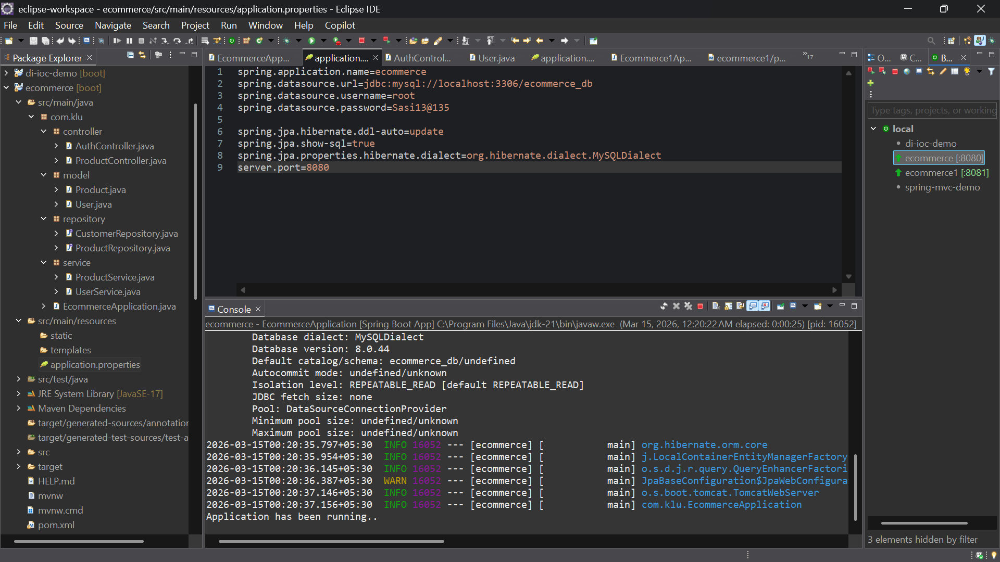 eclipse-workspace - ecommerce/src/main/resources/application.properties - Eclipse IDE
File Edit Source Navigate Search Project Run Window Help Copilot
Package Explorer
di-ioc-demo [boot]
ecommerce [boot]
src/main/java
com.klu
controller
AuthController.java
ProductController.java
model
Product.java
User.java
repository
CustomerRepository.java
ProductRepository.java
service
ProductService.java
UserService.java
EcommerceApplication.java
src/main/resources
static
templates
application.properties
src/test/java
JRE System Library [JavaSE-17]
Maven Dependencies
target/generated-sources/annotation
target/generated-test-sources/test-a
src
target
HELP.md
mvnw
mvnw.cmd
pom.xml
EcommerceApp... application.... AuthControl... User.java application.... Ecommerce1Ap... ecommerce1/p... »17
1 spring.application.name=ecommerce
2 spring.datasource.url=jdbc:mysql://localhost:3306/ecommerce_db
3 spring.datasource.username=root
4 spring.datasource.password=Sasi13@135
5
6 spring.jpa.hibernate.ddl-auto=update
7 spring.jpa.show-sql=true
8 spring.jpa.properties.hibernate.dialect=org.hibernate.dialect.MySQLDialect
9 server.port=8080
Console
ecommerce - EcommerceApplication [Spring Boot App] C:\Program Files\Java\jdk-21\bin\javaw.exe (Mar 15, 2026, 12:20:22 AM elapsed: 0:00:25) [pid: 16052]
Database dialect: MySQLDialect
Database version: 8.0.44
Default catalog/schema: ecommerce_db/undefined
Autocommit mode: undefined/unknown
Isolation level: REPEATABLE_READ [default REPEATABLE_READ]
JDBC fetch size: none
Pool: DataSourceConnectionProvider
Minimum pool size: undefined/unknown
Maximum pool size: undefined/unknown
2026-03-15T00:20:35.797+05:30 INFO 16052 --- [ecommerce] [ main] org.hibernate.orm.core
2026-03-15T00:20:35.954+05:30 INFO 16052 --- [ecommerce] [ main] j.LocalContainerEntityManagerFactory
2026-03-15T00:20:36.145+05:30 INFO 16052 --- [ecommerce] [ main] o.s.d.j.r.query.QueryEnhancerFactori
2026-03-15T00:20:36.387+05:30 WARN 16052 --- [ecommerce] [ main] JpaBaseConfiguration$JpaWebConfigura
2026-03-15T00:20:37.146+05:30 INFO 16052 --- [ecommerce] [ main] o.s.boot.tomcat.TomcatWebServer
2026-03-15T00:20:37.156+05:30 INFO 16052 --- [ecommerce] [ main] com.klu.EcommerceApplication
Application has been running..
O... C... B...
Type tags, projects, or working
local
di-ioc-demo
ecommerce [:8080]
ecommerce1 [:8081]
spring-mvc-demo
3 elements hidden by filter